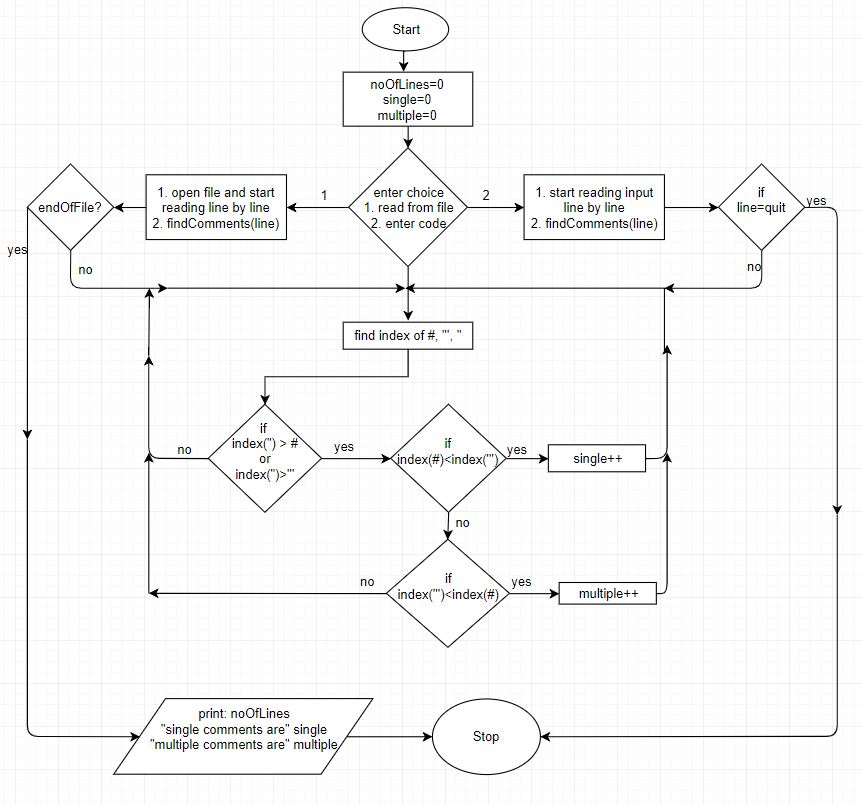 Start
noOfLines=0
single=0
multiple=0
endOfFile?
1. open file and start
reading line by line
2. findComments(line)
1
enter choice
1. read from file
2. enter code
2
1. start reading input
line by line
2. findComments(line)
if
line=quit
yes
yes
no
no
find index of #, ''', "
if
index(") > #
or
index(")>'''
no
yes
if
index(#)<index(''')
yes
single++
no
if
index(''')<index(#)
no
yes
multiple++
print: noOfLines
"single comments are" single
"multiple comments are" multiple
Stop